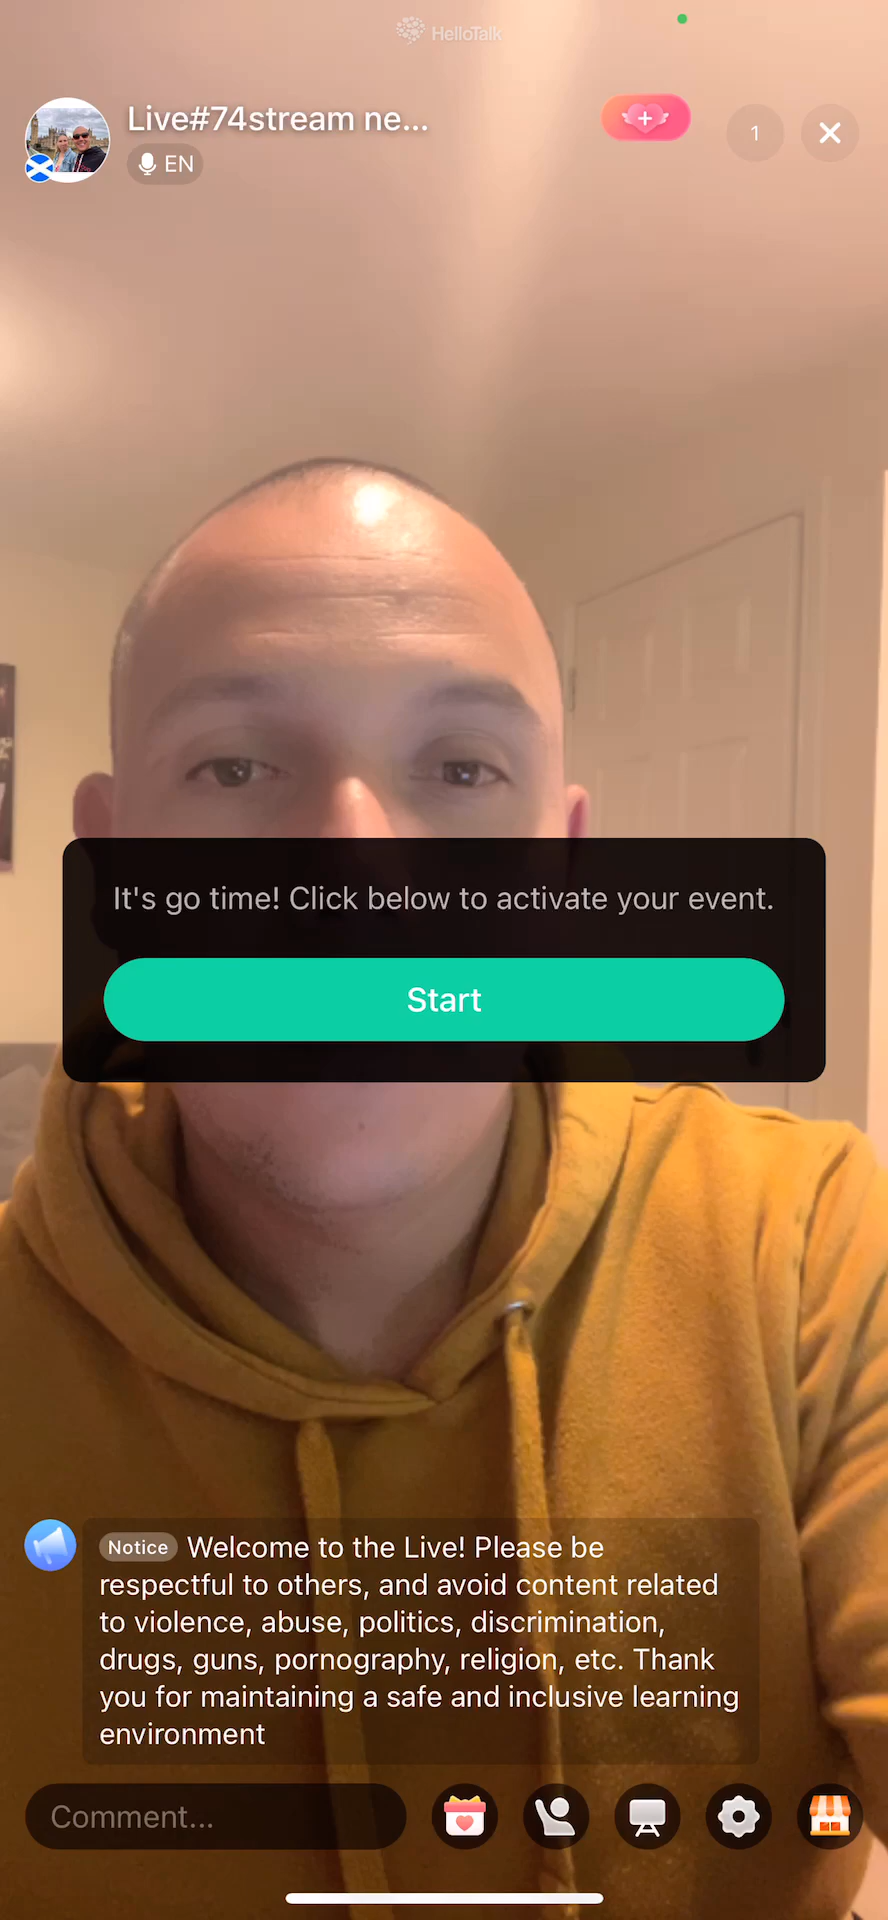 HelloTalk
Live#74stream ne...
1
EN
It's go time! Click below to activate your event.
Start
Notice Welcome to the Live! Please be
respectful to others, and avoid content related
to violence, abuse, politics, discrimination,
drugs, guns, pornography, religion, etc. Thank
you for maintaining a safe and inclusive learning
environment
Comment...